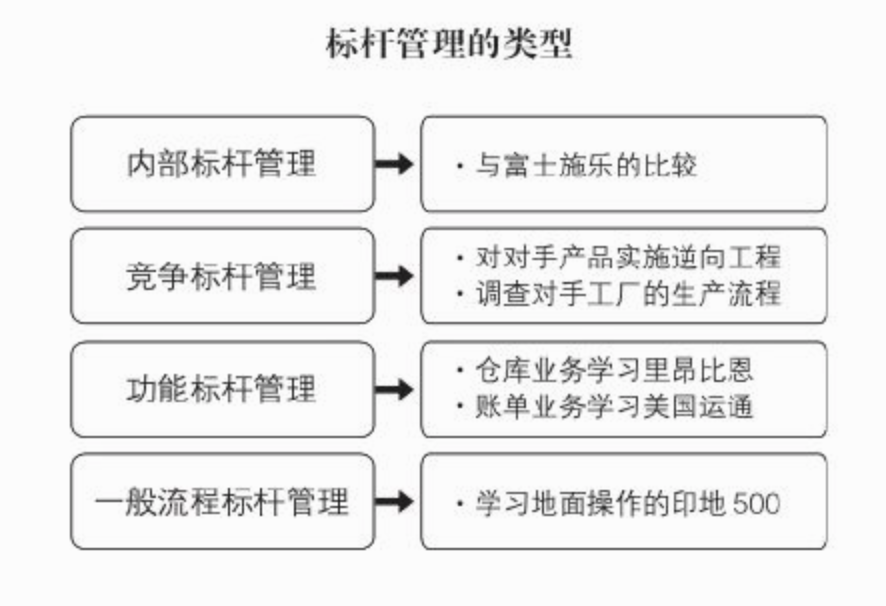 标杆管理的类型
内部标杆管理
·与富士施乐的比较
竞争标杆管理
·对对手产品实施逆向工程
·调查对手工厂的生产流程
功能标杆管理
·仓库业务学习里昂比恩
·账单业务学习美国运通
一般流程标杆管理
·学习地面操作的印地500